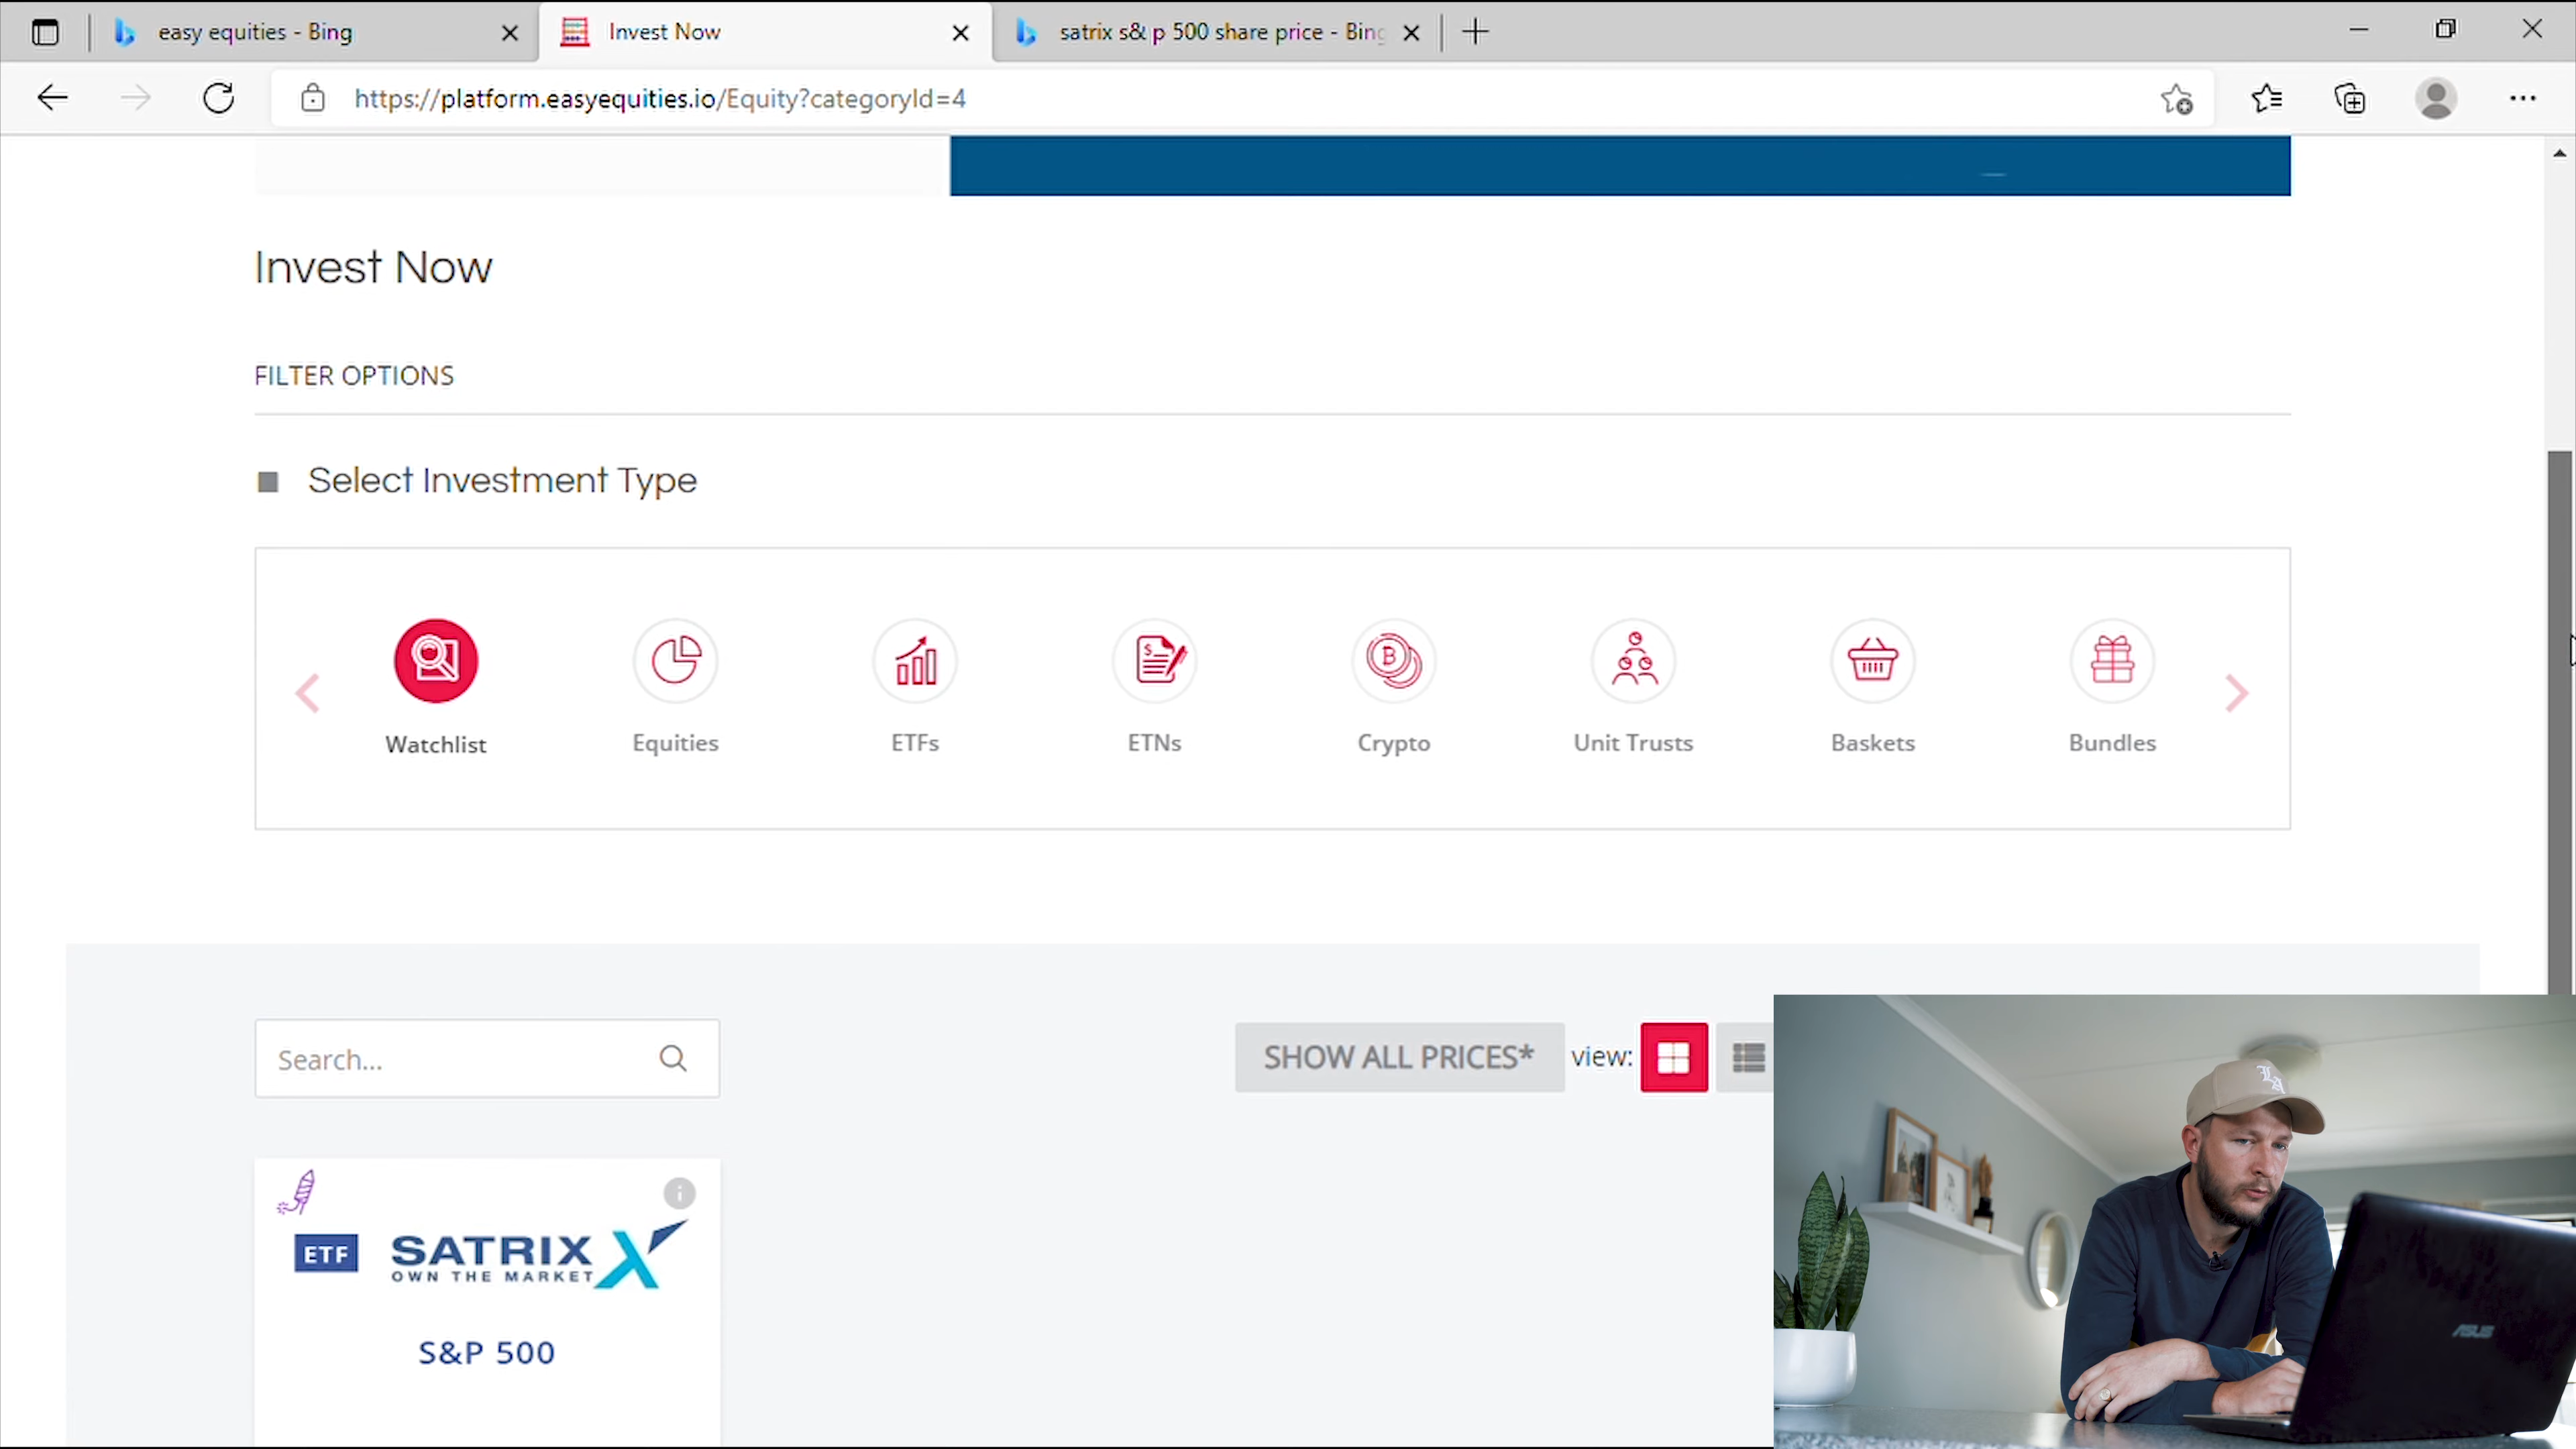 easy equities - Bing
Invest Now
satrix s&p 500 share price - Bing
https://platform.easyequities.io/Equity?categoryId=4
Invest Now
FILTER OPTIONS
Select Investment Type
Watchlist
Equities
ETFs
ETNs
Crypto
Unit Trusts
Baskets
Bundles
Search...
SHOW ALL PRICES*
view:
ETF
SATRIX
OWN THE MARKET
S&P 500
LA
ASUS